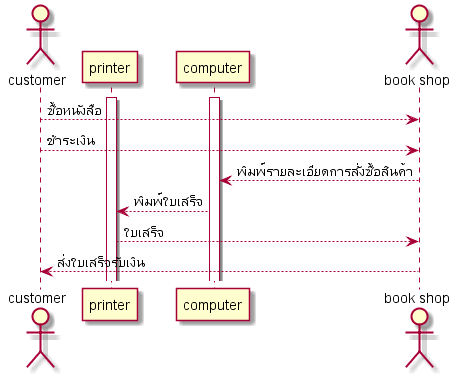 customer
printer
computer
book shop
ซื้อหนังสือ
ชำระเงิน
พิมพ์รายละเอียดการสั่งซื้อสินค้า
พิมพ์ใบเสร็จ
ใบเสร็จ
ส่งใบเสร็จรับเงิน
customer
printer
computer
book shop